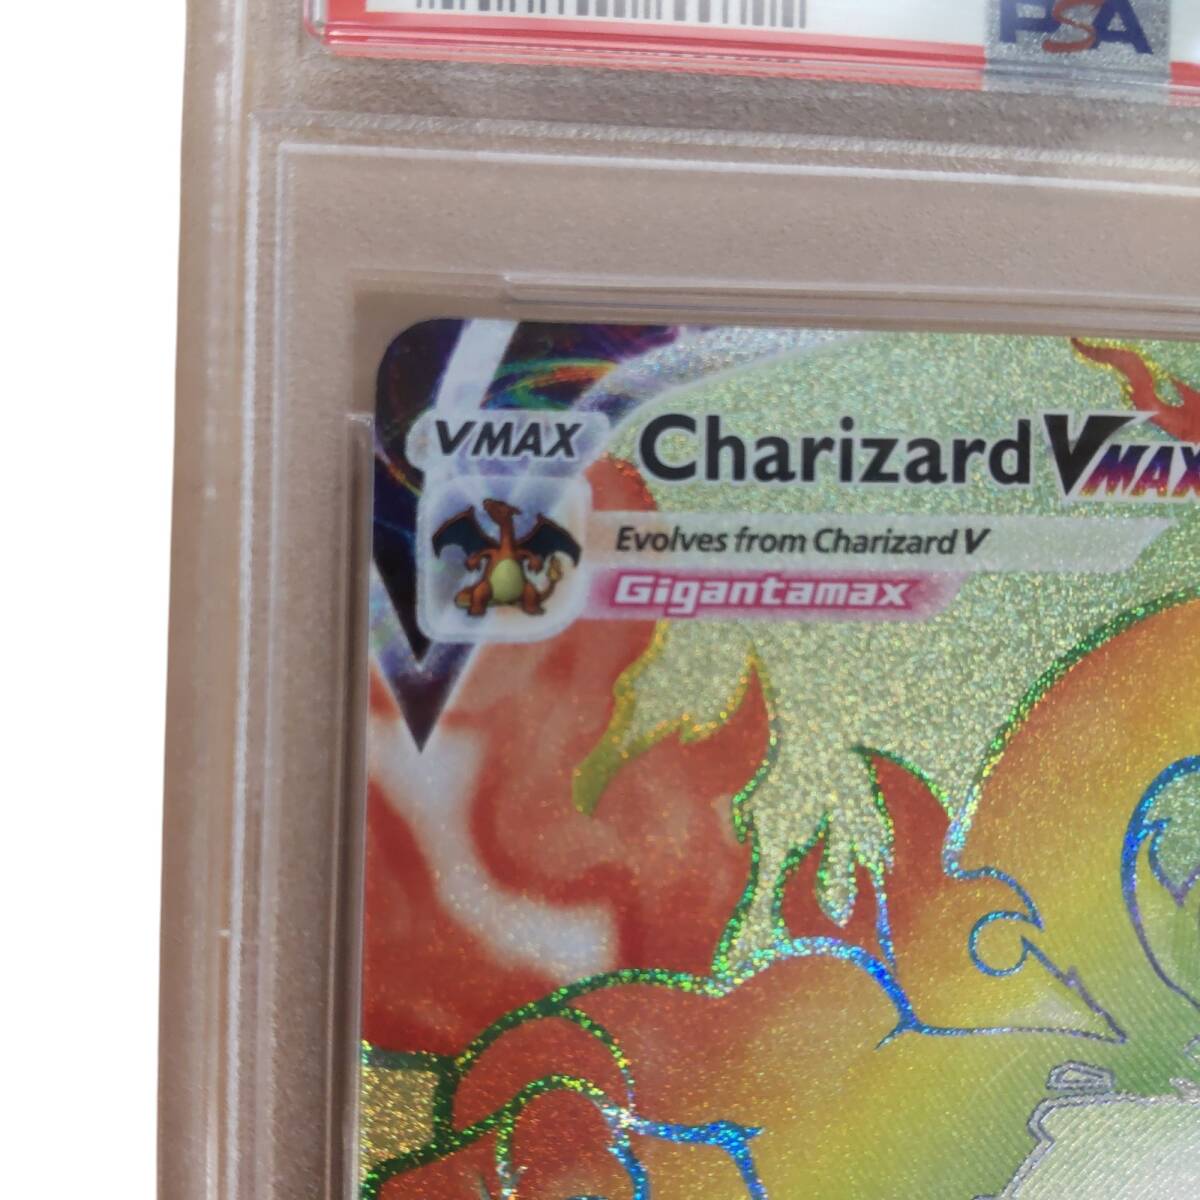 PSA
VMAX
Charizard VMAX
Evolves from Charizard V
Gigantamax